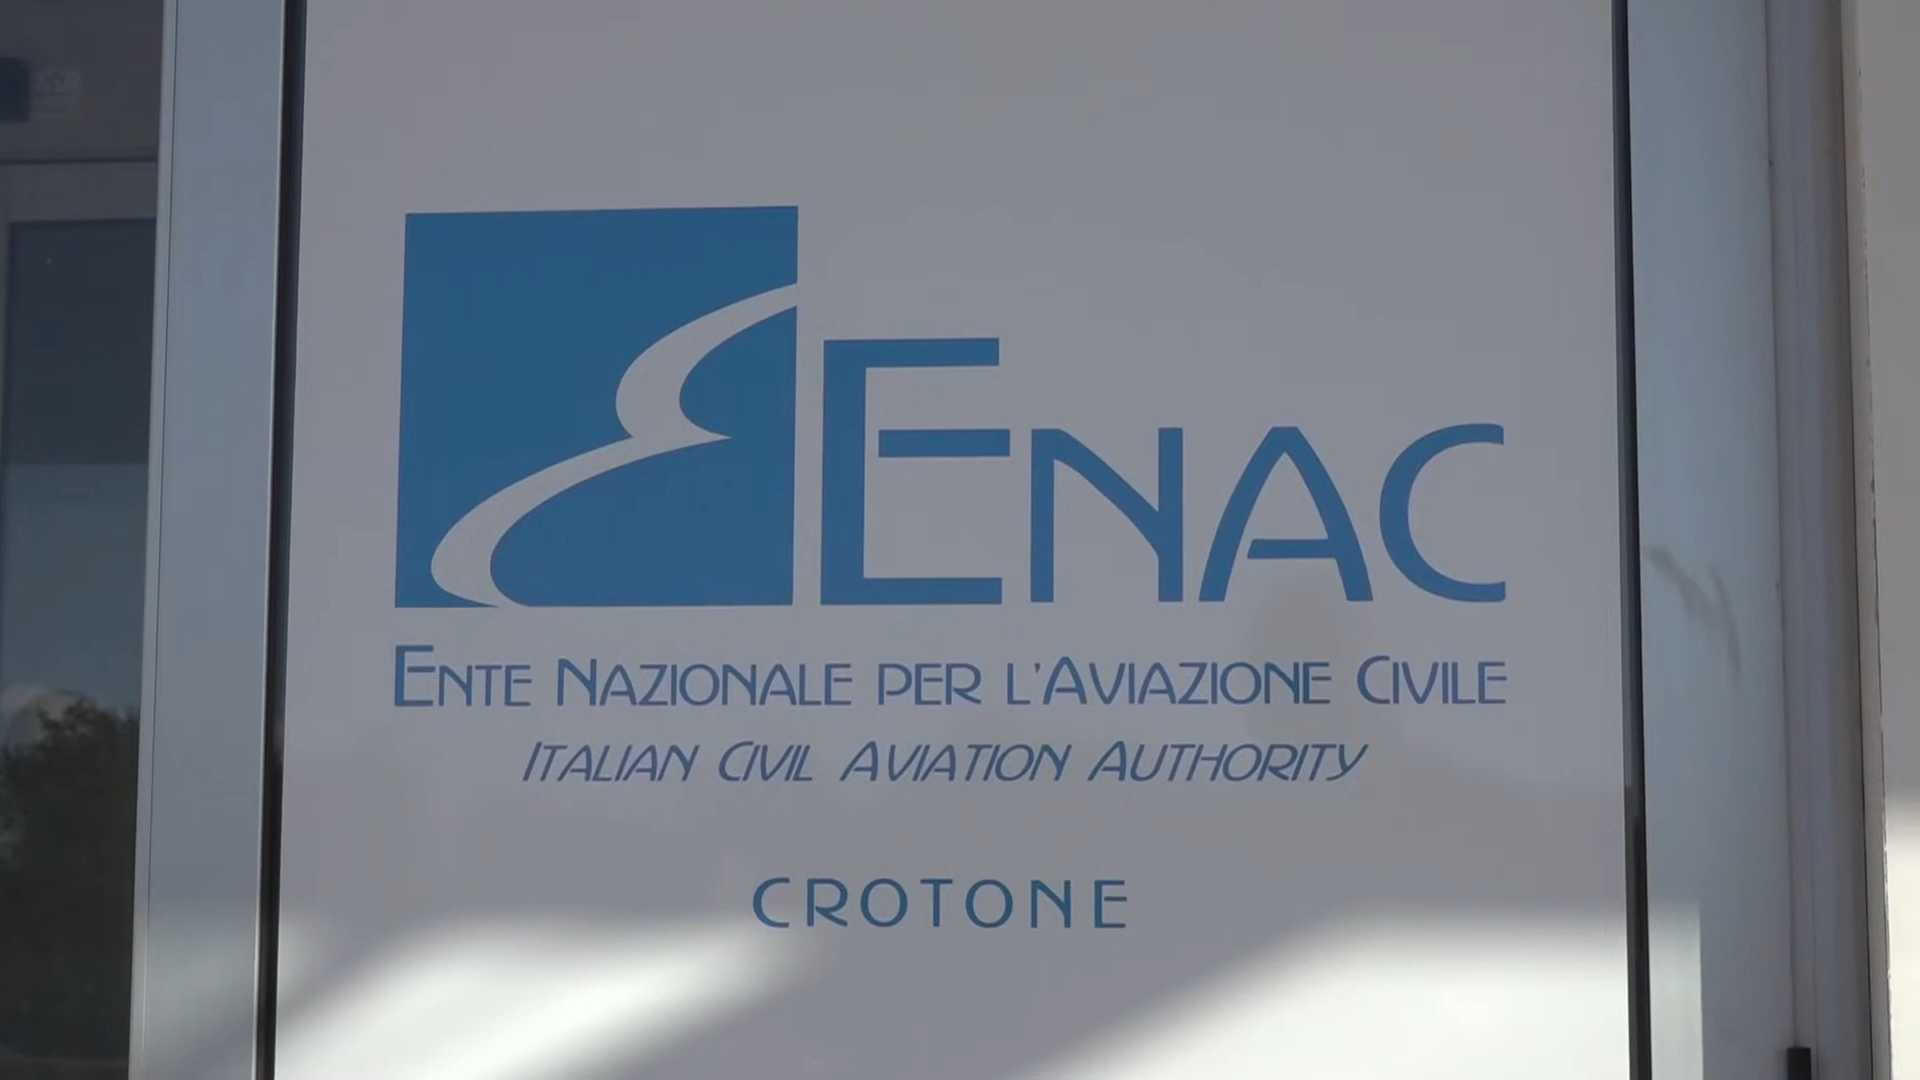 ENAC
ENTE NAZIONALE PER L'AVIAZIONE CIVILE
ITALIAN CIVIL AVIATION AUTHORITY
CROTONE